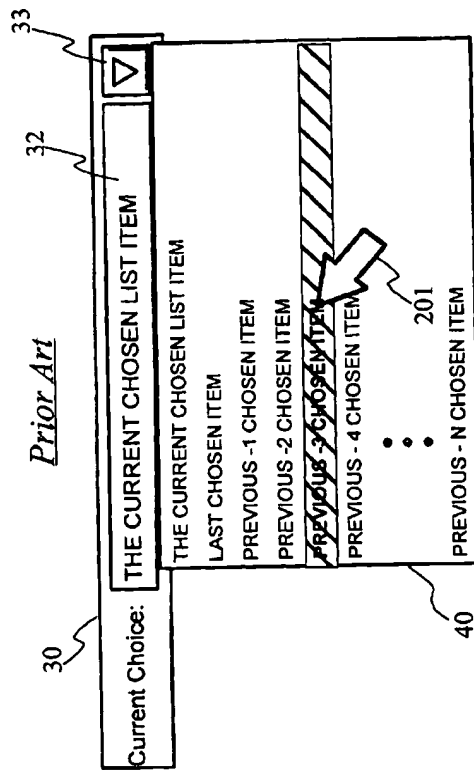 Prior Art
30
32
33
Current Choice:
THE CURRENT CHOSEN LIST ITEM
THE CURRENT CHOSEN LIST ITEM
LAST CHOSEN ITEM
PREVIOUS -1 CHOSEN ITEM
PREVIOUS -2 CHOSEN ITEM
PREVIOUS -3 CHOSEN ITEM
PREVIOUS - 4 CHOSEN ITEM
PREVIOUS - N CHOSEN ITEM
40
201